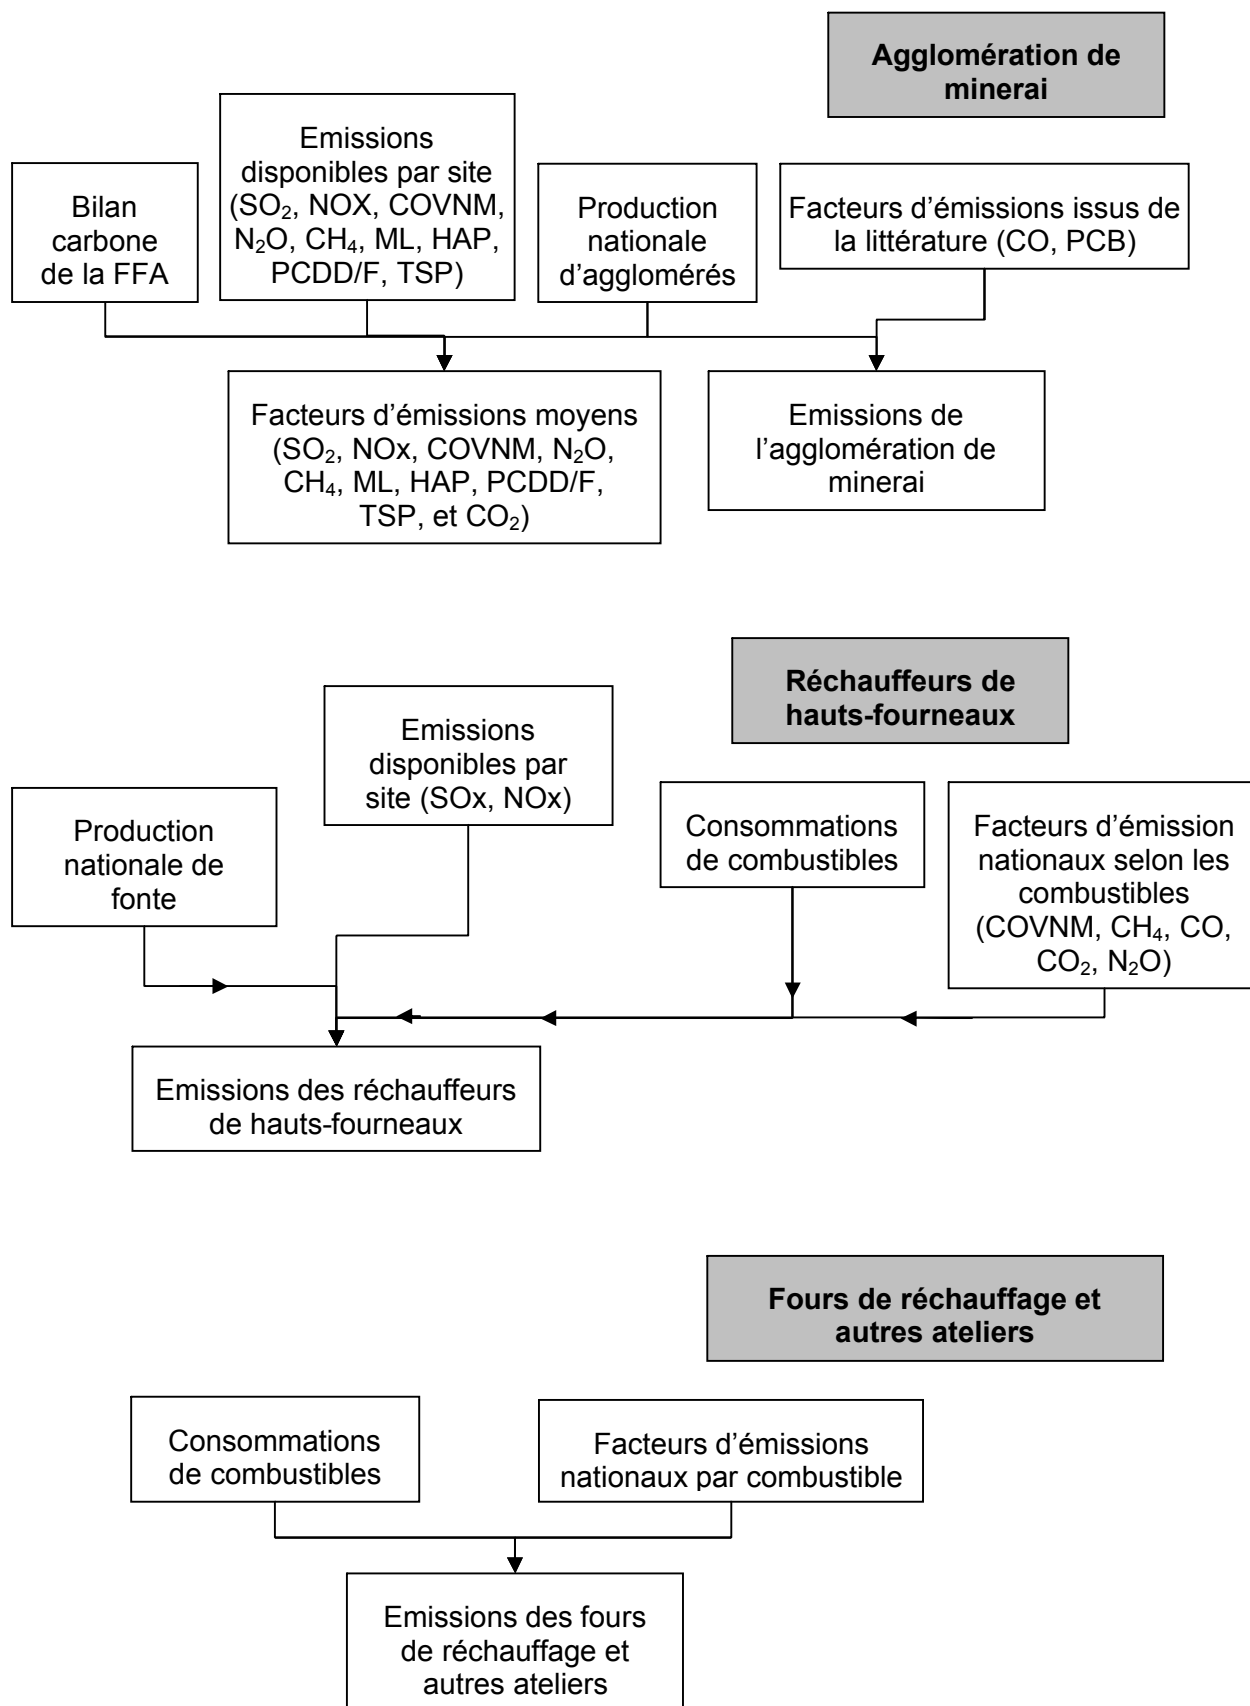 Agglomération de
minerai
Emissions
disponibles par site
(SO₂, NOX, COVNM,
N₂O, CH₄, ML, HAP,
PCDD/F, TSP)
Bilan
carbone
de la FFA
Production
nationale
d’agglomérés
Facteurs d’émissions issus de
la littérature (CO, PCB)
Facteurs d’émissions moyens
(SO₂, NOx, COVNM, N₂O,
CH₄, ML, HAP, PCDD/F,
TSP, et CO₂)
Emissions de
l’agglomération de
minerai
Réchauffeurs de
hauts-fourneaux
Emissions
disponibles par
site (SOx, NOx)
Production
nationale de
fonte
Consommations
de combustibles
Facteurs d’émission
nationaux selon les
combustibles
(COVNM, CH₄, CO,
CO₂, N₂O)
Emissions des réchauffeurs
de hauts-fourneaux
Fours de réchauffage et
autres ateliers
Consommations
de combustibles
Facteurs d’émissions
nationaux par combustible
Emissions des fours
de réchauffage et
autres ateliers